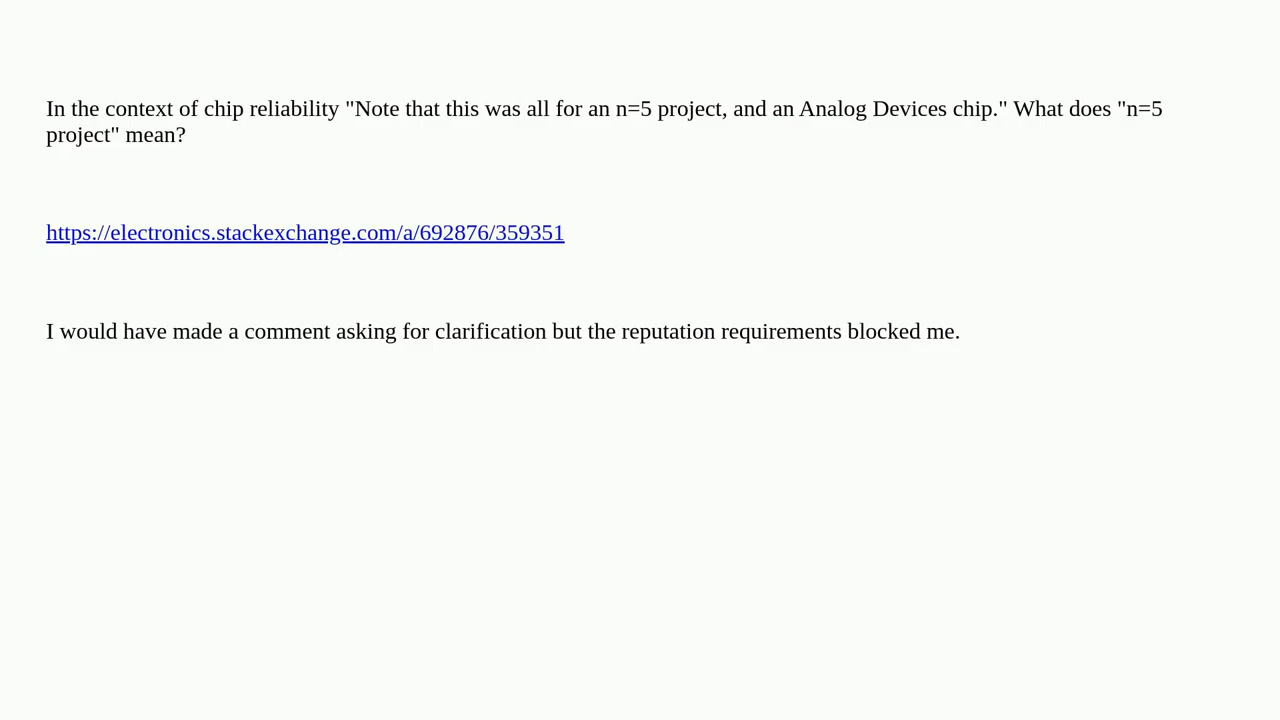 In the context of chip reliability "Note that this was all for an n=5 project, and an Analog Devices chip." What does "n=5
project" mean?
https://electronics.stackexchange.com/a/692876/359351
I would have made a comment asking for clarification but the reputation requirements blocked me.